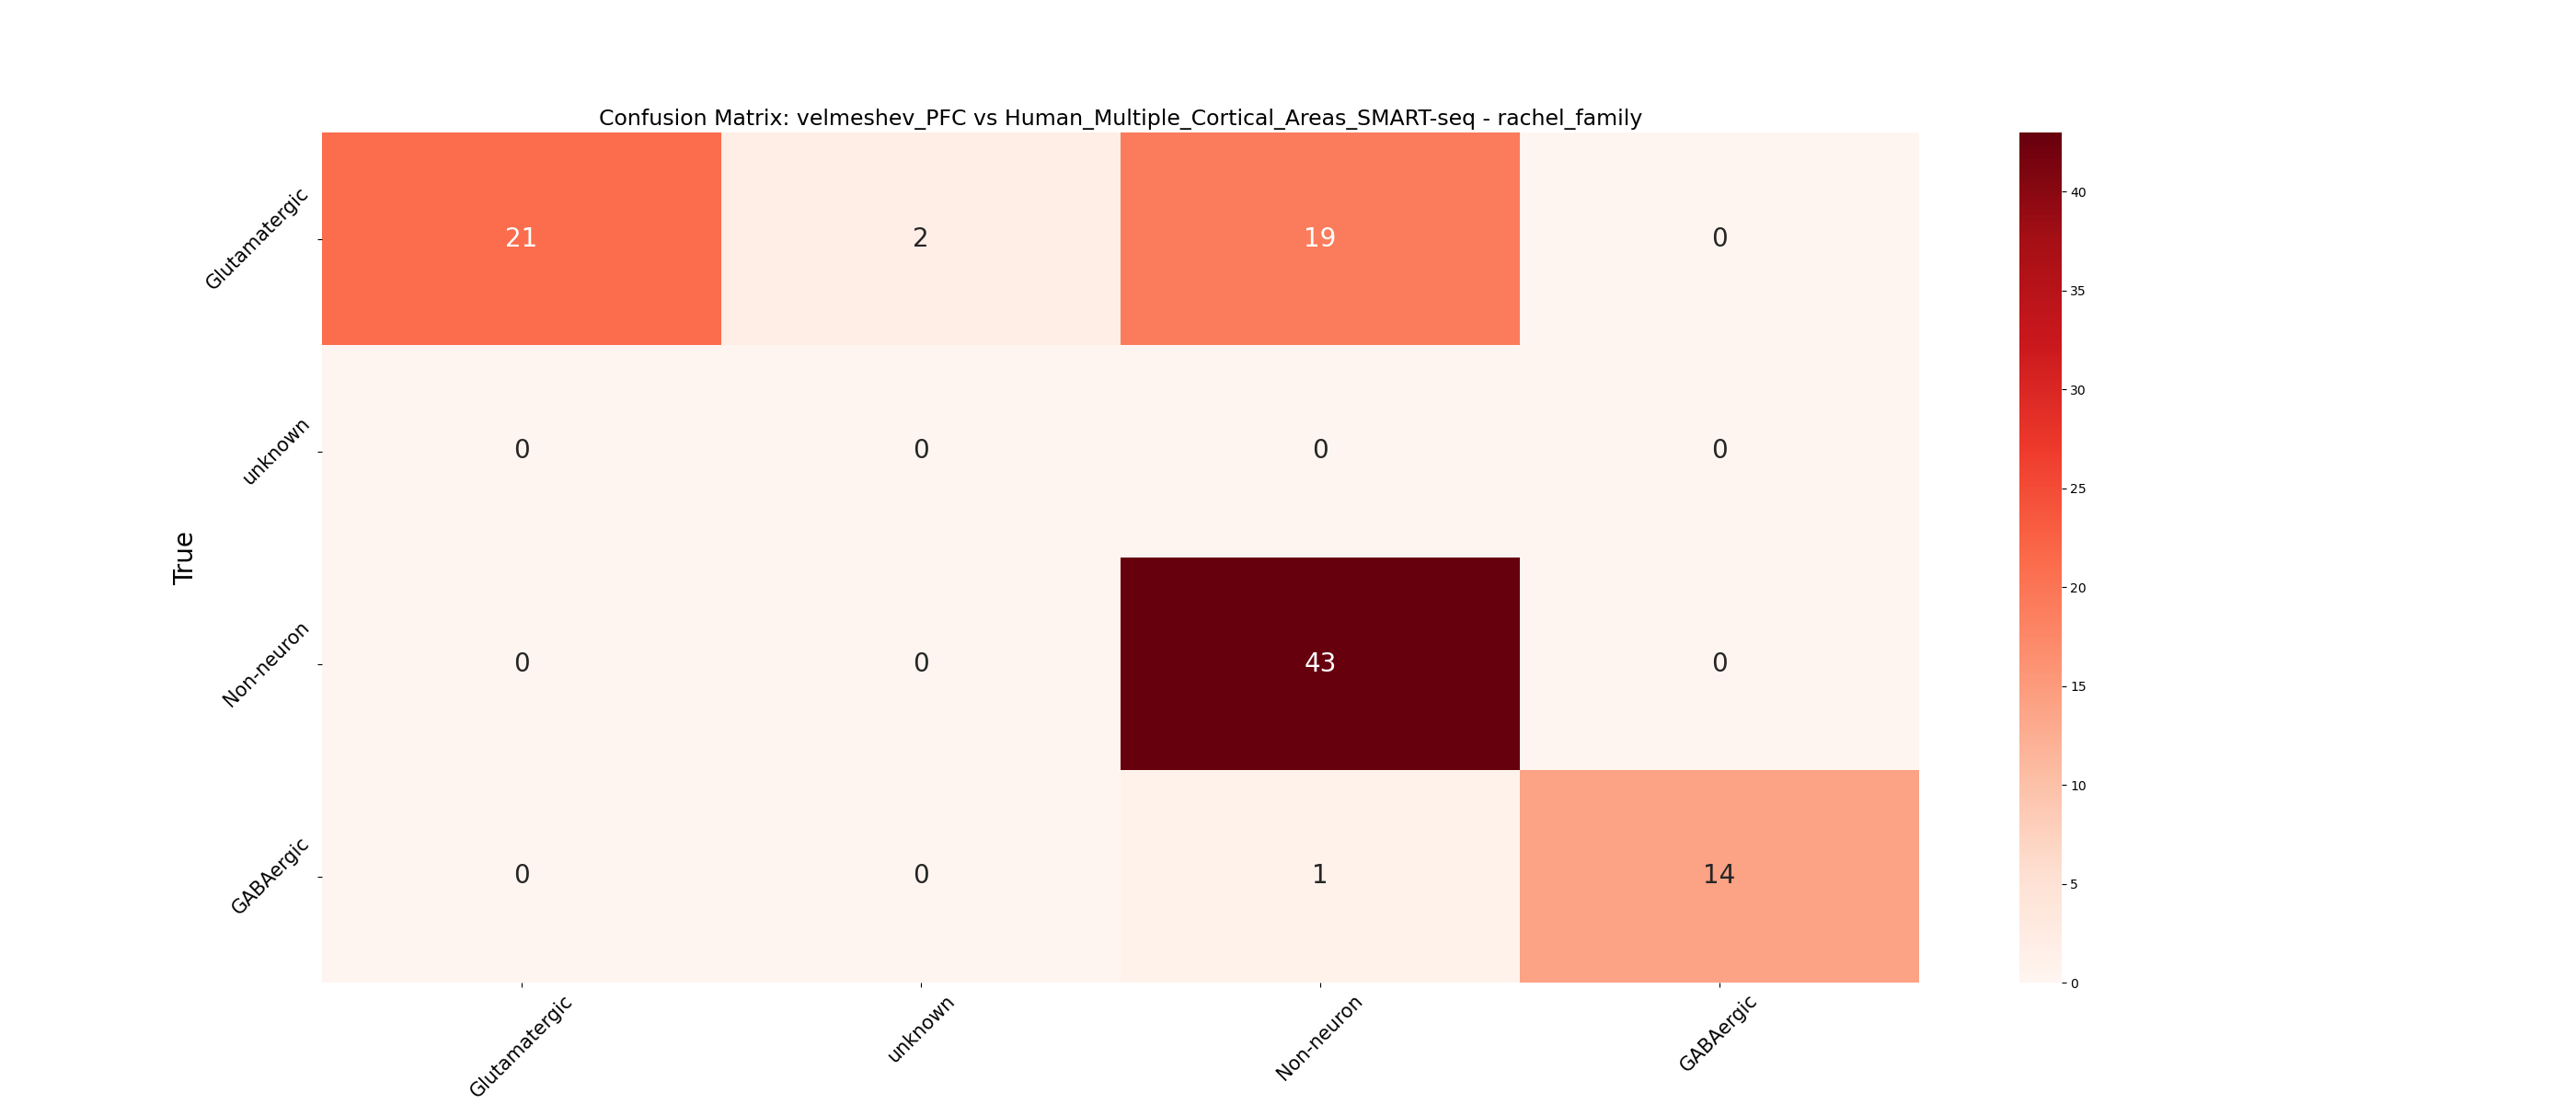 Confusion Matrix: velmeshev_PFC vs Human_Multiple_Cortical_Areas_SMART-seq - rachel_family
True
Glutamatergic
21 2 19 0
unknown
0 0 0 0
Non-neuron
0 0 43 0
GABAergic
0 0 1 14
Glutamatergic
unknown
Non-neuron
GABAergic
40
35
30
25
20
15
10
5
0